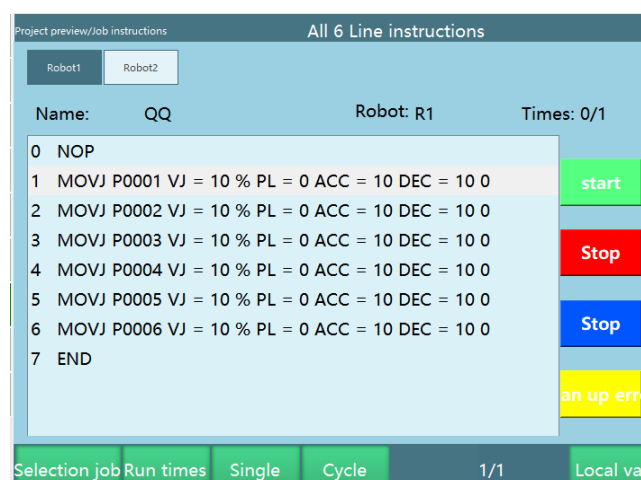 Project preview/Job instructions All 6 Line instructions
Robot1 Robot2
Name: QQ Robot: R1 Times: 0/1
0 NOP
1 MOVJ P0001 VJ = 10 % PL = 0 ACC = 10 DEC = 10 0
2 MOVJ P0002 VJ = 10 % PL = 0 ACC = 10 DEC = 10 0
3 MOVJ P0003 VJ = 10 % PL = 0 ACC = 10 DEC = 10 0
4 MOVJ P0004 VJ = 10 % PL = 0 ACC = 10 DEC = 10 0
5 MOVJ P0005 VJ = 10 % PL = 0 ACC = 10 DEC = 10 0
6 MOVJ P0006 VJ = 10 % PL = 0 ACC = 10 DEC = 10 0
7 END
start
Stop
Stop
an up err
Selection job Run times Single Cycle 1/1 Local va